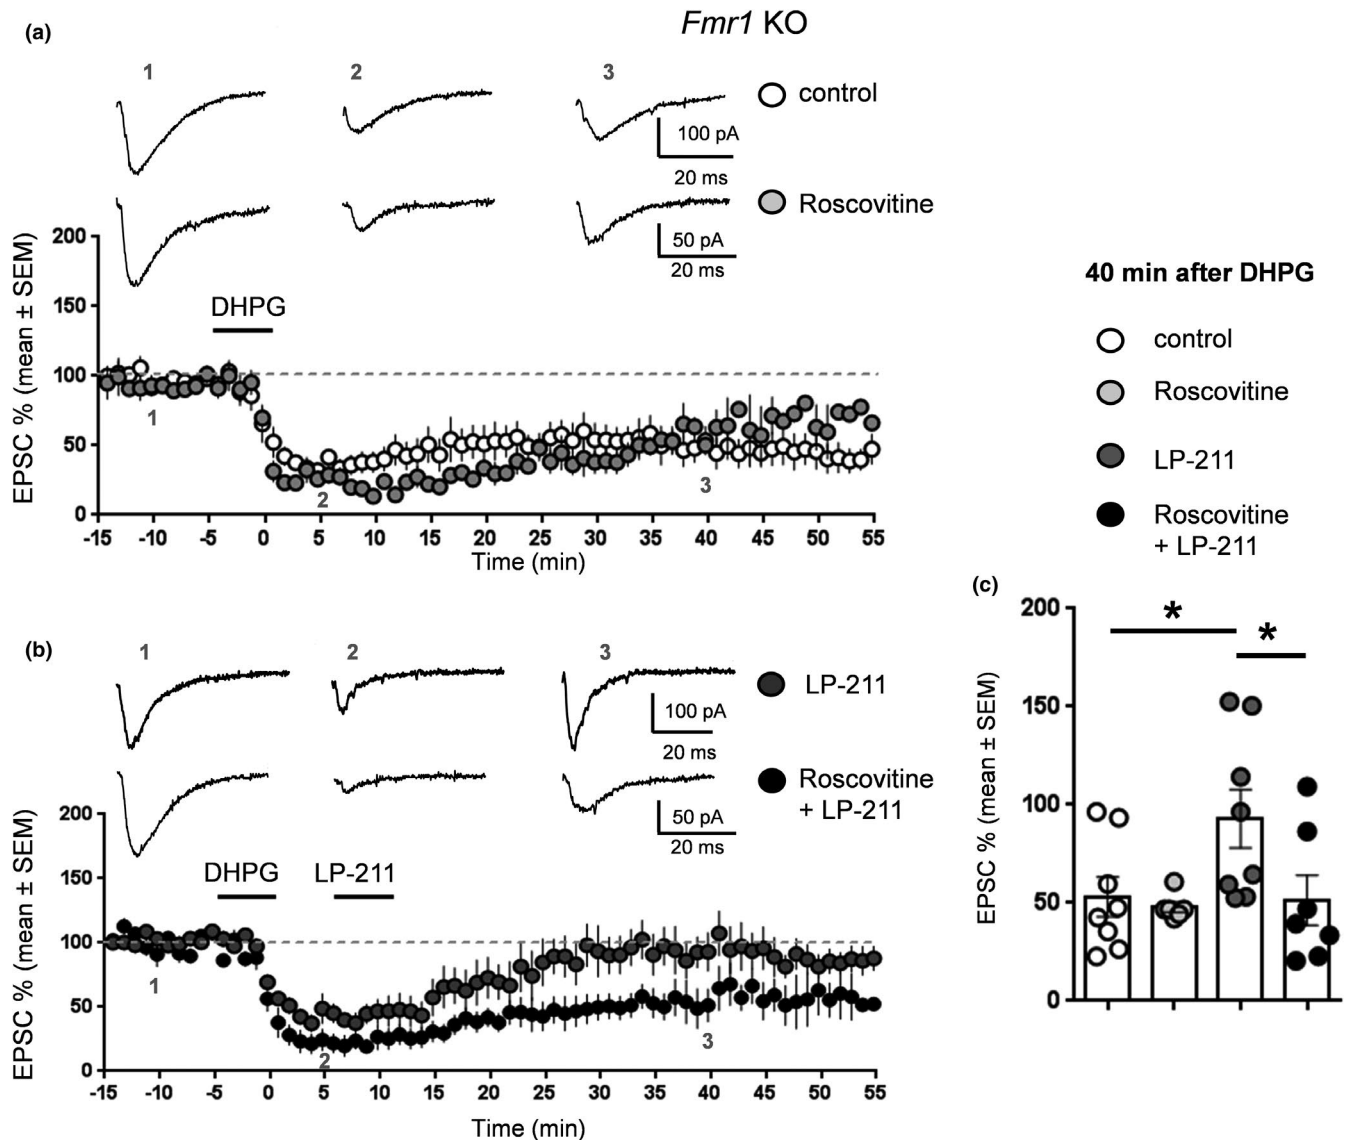 Fmr1 KO
(a)
1
2
3
control
100 pA
20 ms
Roscovitine
50 pA
20 ms
EPSC % (mean ± SEM)
200
150
100
50
0
DHPG
1
2
3
-15 -10 -5 0 5 10 15 20 25 30 35 40 45 50 55
Time (min)
(b)
1
2
3
LP-211
100 pA
20 ms
Roscovitine
+ LP-211
50 pA
20 ms
EPSC % (mean ± SEM)
200
150
100
50
0
DHPG
LP-211
1
2
3
-15 -10 -5 0 5 10 15 20 25 30 35 40 45 50 55
Time (min)
40 min after DHPG
control
Roscovitine
LP-211
Roscovitine
+ LP-211
(c)
EPSC % (mean ± SEM)
200
150
100
50
0
*
*